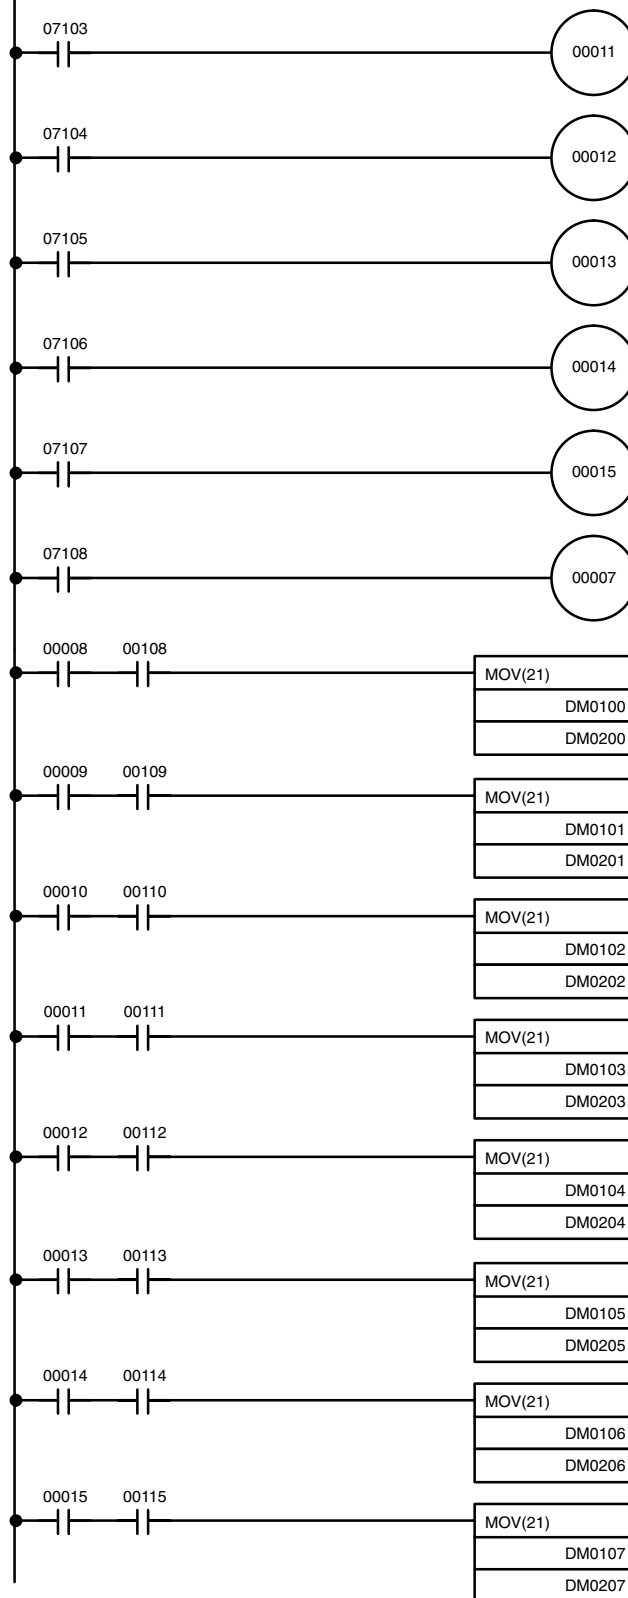 07103
00011
07104
00012
07105
00013
07106
00014
07107
00015
07108
00007
00008 00108
MOV(21)
DM0100
DM0200
00009 00109
MOV(21)
DM0101
DM0201
00010 00110
MOV(21)
DM0102
DM0202
00011 00111
MOV(21)
DM0103
DM0203
00012 00112
MOV(21)
DM0104
DM0204
00013 00113
MOV(21)
DM0105
DM0205
00014 00114
MOV(21)
DM0106
DM0206
00015 00115
MOV(21)
DM0107
DM0207